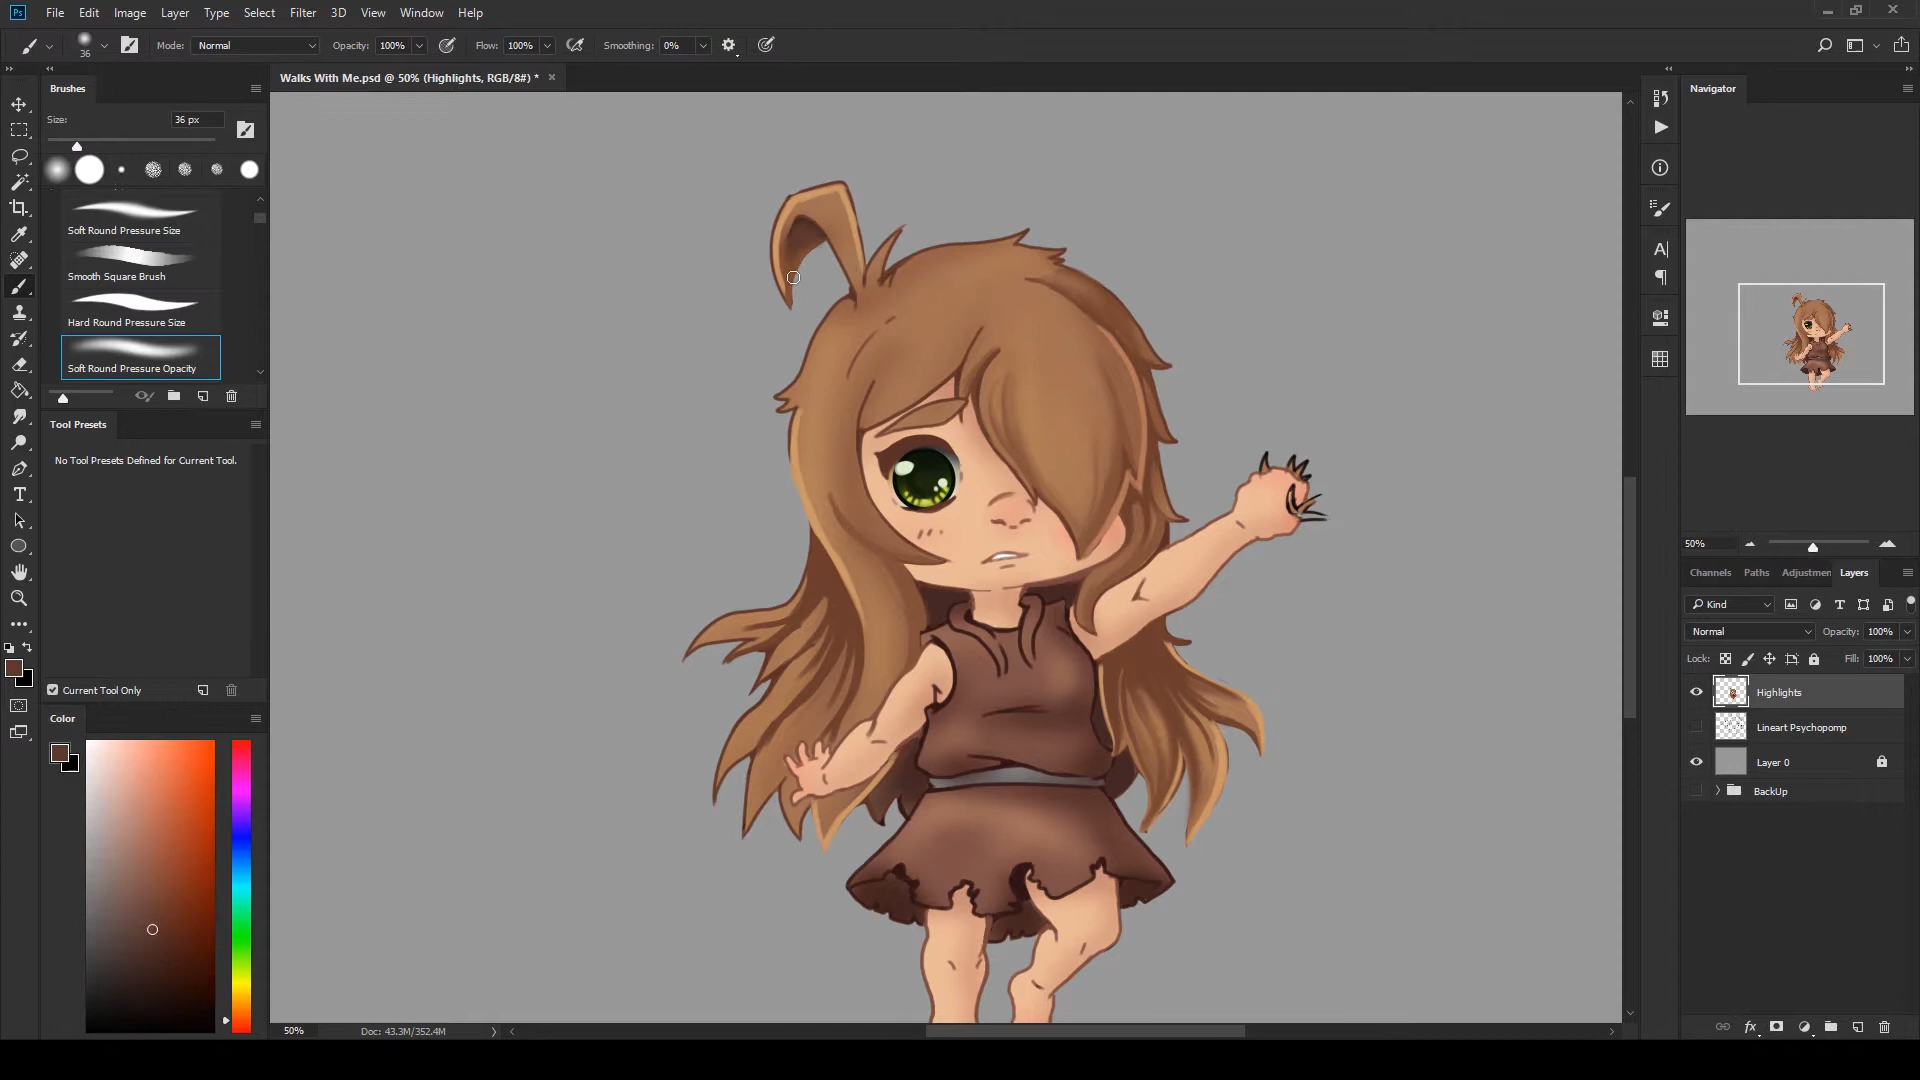 Ps File Edit Image Layer Type Select Filter 3D View Window Help
36 Mode: Normal Opacity: 100% Flow: 100% Smoothing: 0%
Brushes
Walks With Me.psd @ 50% (Highlights, RGB/8#) *
Navigator
Size: 36 px
Soft Round Pressure Size
Smooth Square Brush
Hard Round Pressure Size
Soft Round Pressure Opacity
Tool Presets
No Tool Presets Defined for Current Tool.
Current Tool Only
Color
50%
Channels Paths Adjustmen Layers
Kind
Normal Opacity: 100%
Lock: Fill: 100%
Highlights
Lineart Psychopomp
Layer 0
BackUp
50% Doc: 43.3M/352.4M